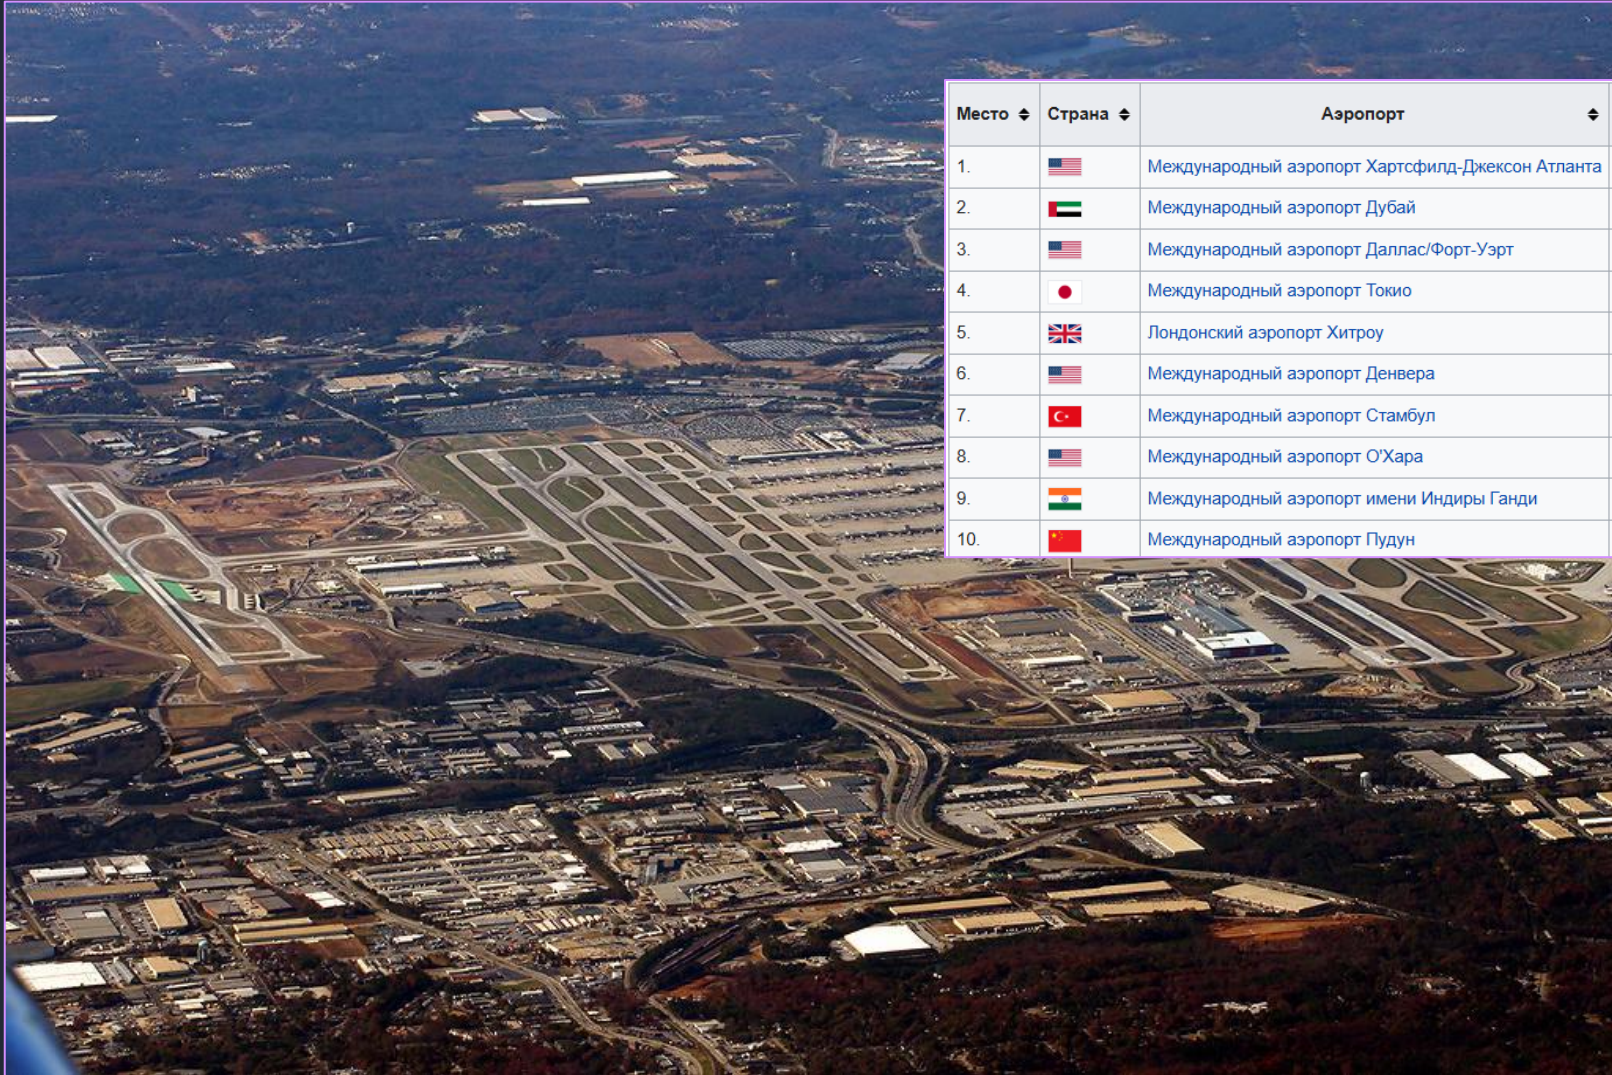 Место Страна Аэропорт
1. Международный аэропорт Хартсфилд-Джексон Атланта
2. Международный аэропорт Дубай
3. Международный аэропорт Даллас/Форт-Уэрт
4. Международный аэропорт Токио
5. Лондонский аэропорт Хитроу
6. Международный аэропорт Денвера
7. Международный аэропорт Стамбул
8. Международный аэропорт О'Хара
9. Международный аэропорт имени Индиры Ганди
10. Международный аэропорт Пудун